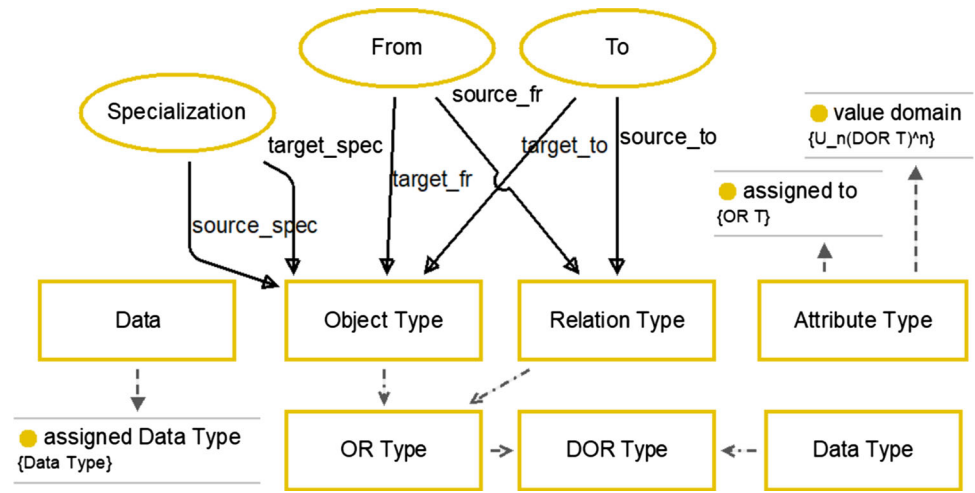 From
To
Specialization
source_fr
value domain
{U_n(DOR T)^n}
target_spec
target_to
source_to
target_fr
assigned to
{OR T}
source_spec
Data
Object Type
Relation Type
Attribute Type
assigned Data Type
{Data Type}
OR Type
DOR Type
Data Type